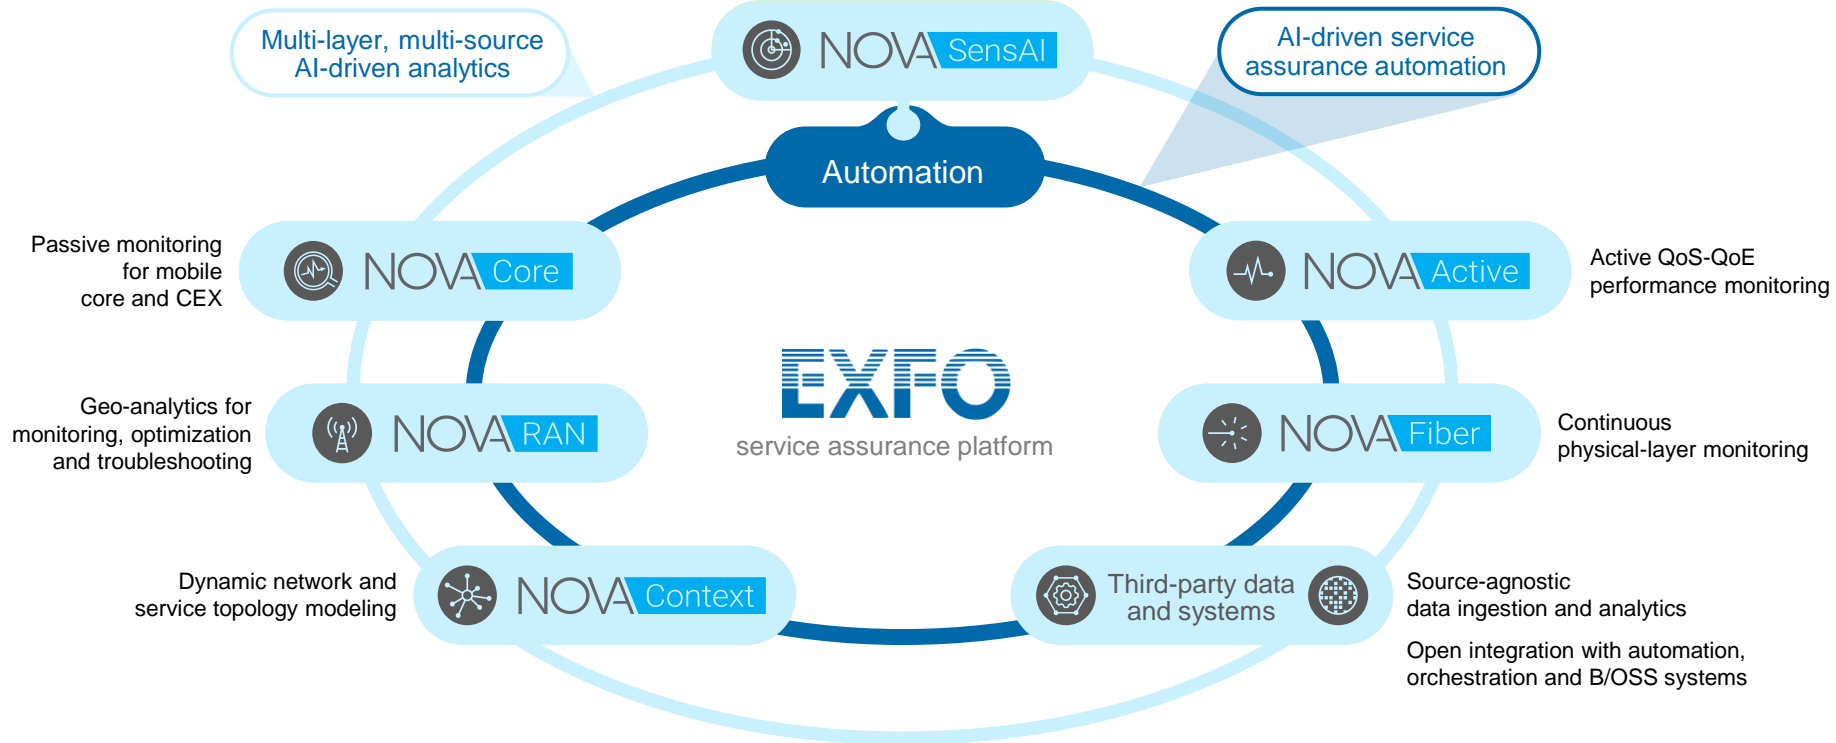 Multi-layer, multi-source
AI-driven analytics
NOVA SensAI
AI-driven service
assurance automation
Automation
Passive monitoring
for mobile
core and CEX
NOVA Core
NOVA Active
Active QoS-QoE
performance monitoring
EXFO
service assurance platform
Geo-analytics for
monitoring, optimization
and troubleshooting
NOVA RAN
NOVA Fiber
Continuous
physical-layer monitoring
Dynamic network and
service topology modeling
NOVA Context
Third-party data
and systems
Source-agnostic
data ingestion and analytics
Open integration with automation,
orchestration and B/OSS systems